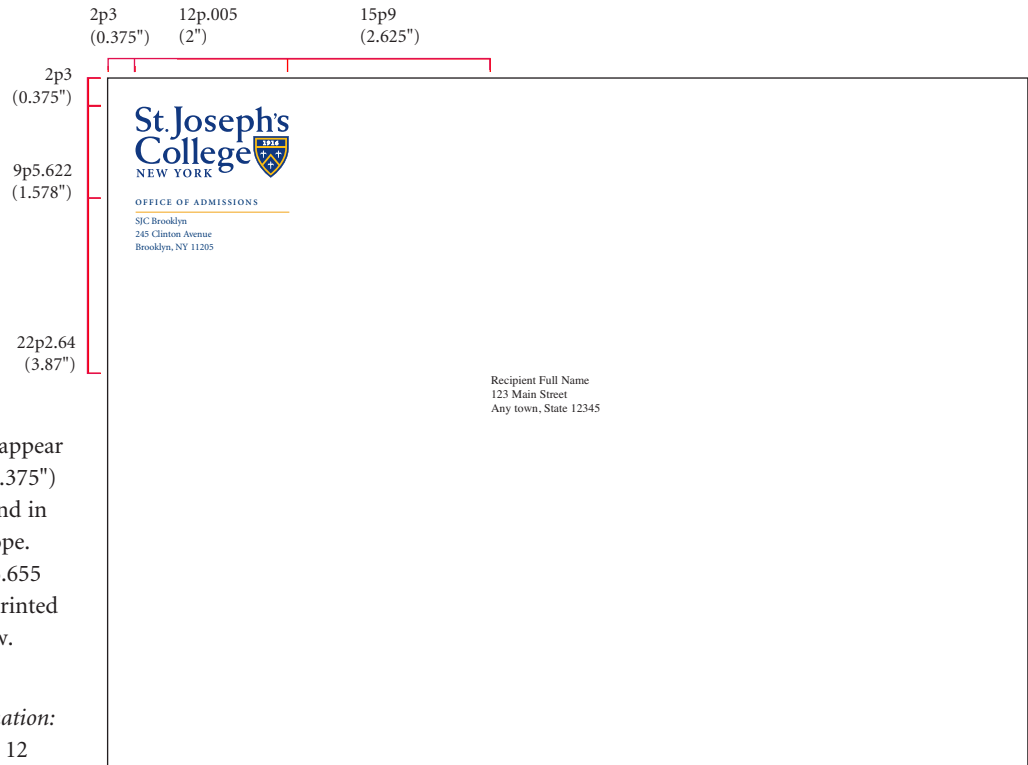 2p3
(0.375")
12p.005
(2")
15p9
(2.625")
2p3
(0.375")
9p5.622
(1.578")
22p2.64
(3.87")
St. Joseph's
College
1916
NEW YORK
OFFICE OF ADMISSIONS
SJC Brooklyn
245 Clinton Avenue
Brooklyn, NY 11205
Recipient Full Name
123 Main Street
Any town, State 12345
appear
.375")
nd in
ope.
.655
rinted
w.
ation:
12